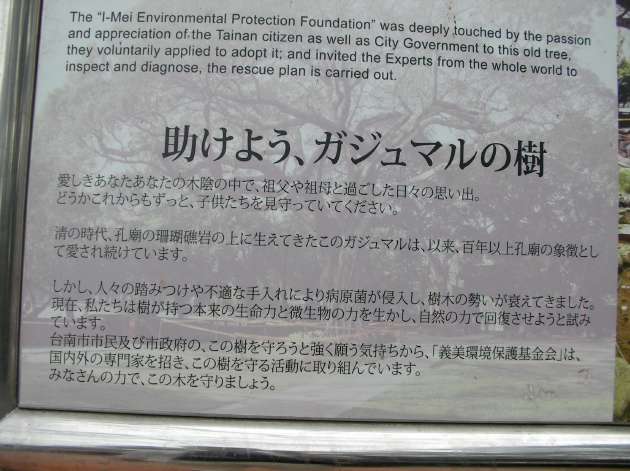 The "I-Mei Environmental Protection Foundation" was deeply touched by the passion
and appreciation of the Tainan citizen as well as City Government to this old tree,
they voluntarily applied to adopt it; and invited the Experts from the whole world to
inspect and diagnose, the rescue plan is carried out.
助けよう、ガジュマルの樹
愛しきあなたあなたの木陰の中で、祖父や祖母と過ごした日々の思い出。
どうかこれからもずっと、子供たちを見守っていてください。
清の時代、孔廟の珊瑚礁岩の上に生えてきたこのガジュマルは、以来、百年以上孔廟の象徴とし
て愛され続けています。
しかし、人々の踏みつけや不適な手入れにより病原菌が侵入し、樹木の勢いが衰えてきました。
現在、私たちは樹が持つ本来の生命力と微生物の力を生かし、自然の力で回復させようと試み
ています。
台南市市民及び市政府の、この樹を守ろうと強く願う気持ちから、「義美環境保護基金会」は、
国内外の専門家を招き、この樹を守る活動に取り組んでいます。
みなさんの力で、この木を守りましょう。